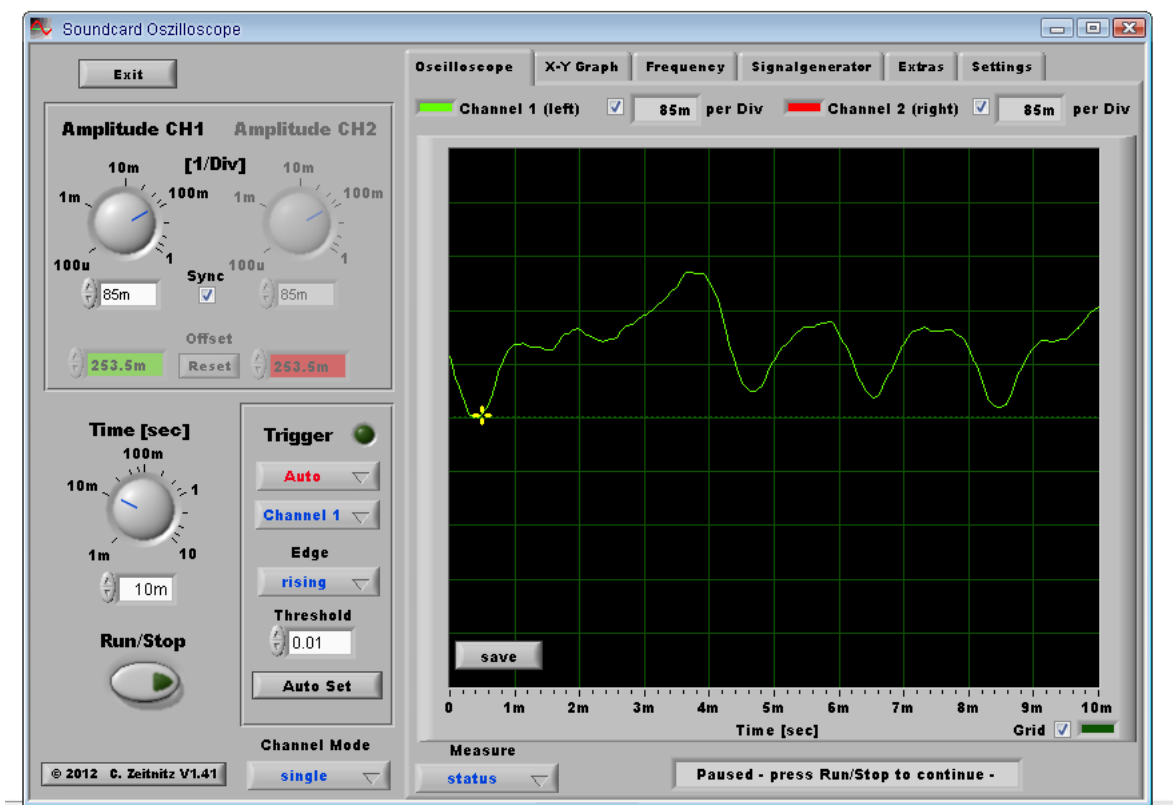 Soundcard Oszilloscope
Exit
Amplitude CH1 Amplitude CH2
[1/Div]
10m 10m
1m 100m 1m 100m
100u 1 100u 1
Sync
85m 85m
Offset
253.5m Reset 253.5m
Time [sec]
100m
10m 1
1m 10
10m
Run/Stop
© 2012 C. Zeitnitz V1.41
Trigger
Auto
Channel 1
Edge
rising
Threshold
0.01
Auto Set
Channel Mode
single
Oscilloscope X-Y Graph Frequency Signalgenerator Extras Settings
Channel 1 (left) 85m per Div Channel 2 (right) 85m per Div
save
0 1m 2m 3m 4m 5m 6m 7m 8m 9m 10m
Time [sec] Grid
Measure
status
Paused - press Run/Stop to continue -